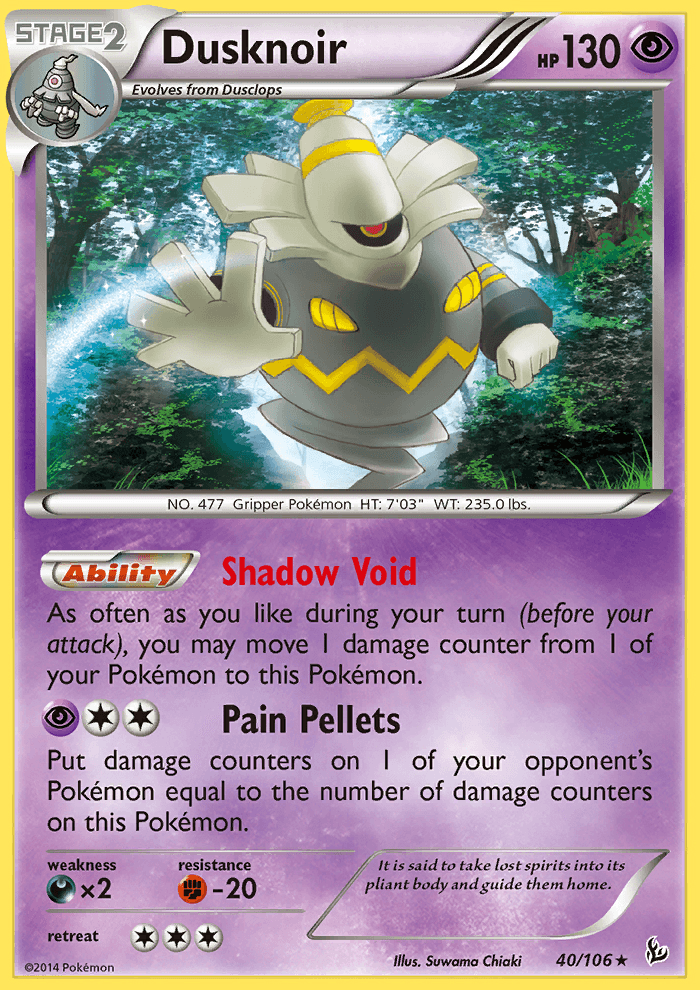 STAGE2
Dusknoir
HP130
Evolves from Dusclops
NO. 477 Gripper Pokémon HT: 7'03" WT: 235.0 lbs.
Ability Shadow Void
As often as you like during your turn (before your
attack), you may move 1 damage counter from 1 of
your Pokémon to this Pokémon.
Pain Pellets
Put damage counters on 1 of your opponent's
Pokémon equal to the number of damage counters
on this Pokémon.
weakness
×2
resistance
-20
retreat
It is said to take lost spirits into its
pliant body and guide them home.
Illus. Suwama Chiaki
40/106★
©2014 Pokémon